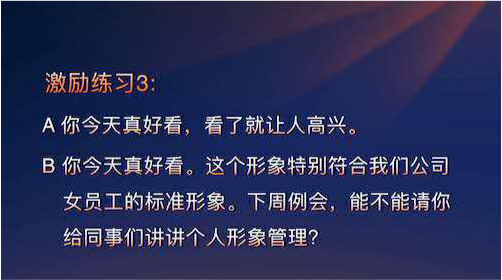 激励练习3:
A 你今天真好看，看了就让人高兴。
B 你今天真好看。这个形象特别符合我们公司
女员工的标准形象。下周例会，能不能请你
给同事们讲讲个人形象管理?